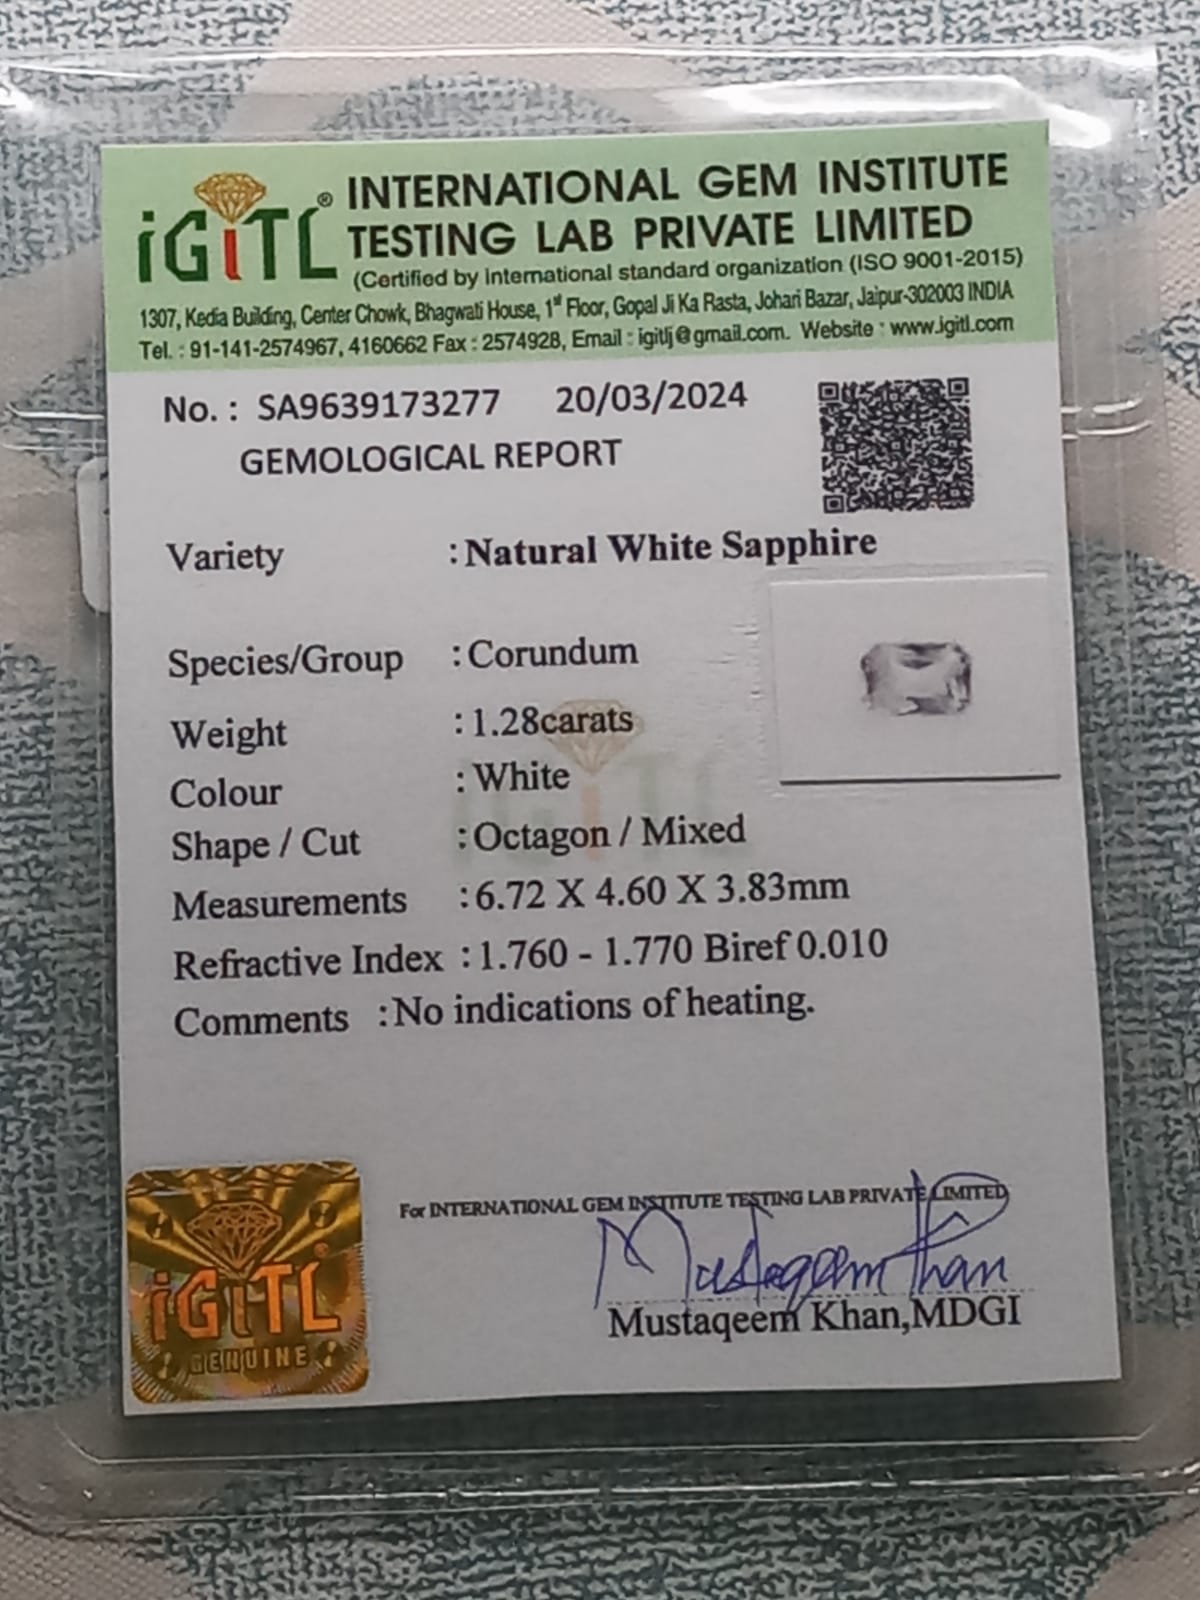 iGiTL® INTERNATIONAL GEM INSTITUTE
TESTING LAB PRIVATE LIMITED
(Certified by international standard organization (ISO 9001-2015)
1307, Kedia Building, Center Chowk, Bhagwati House, 1st Floor, Gopal Ji Ka Rasta, Johari Bazar, Jaipur-302003 INDIA
Tel. : 91-141-2574967, 4160662 Fax : 2574928, Email : igitlj@gmail.com. Website : www.igitl.com
No. : SA9639173277 20/03/2024
GEMOLOGICAL REPORT
Variety : Natural White Sapphire
Species/Group : Corundum
Weight : 1.28carats
Colour : White
Shape / Cut : Octagon / Mixed
Measurements : 6.72 X 4.60 X 3.83mm
Refractive Index : 1.760 - 1.770 Biref 0.010
Comments : No indications of heating.
iGiTL
For INTERNATIONAL GEM INSTITUTE TESTING LAB PRIVATE LIMITED
Mustaqeem Khan
Mustaqeem Khan,MDGI
iGiTL
GENUINE